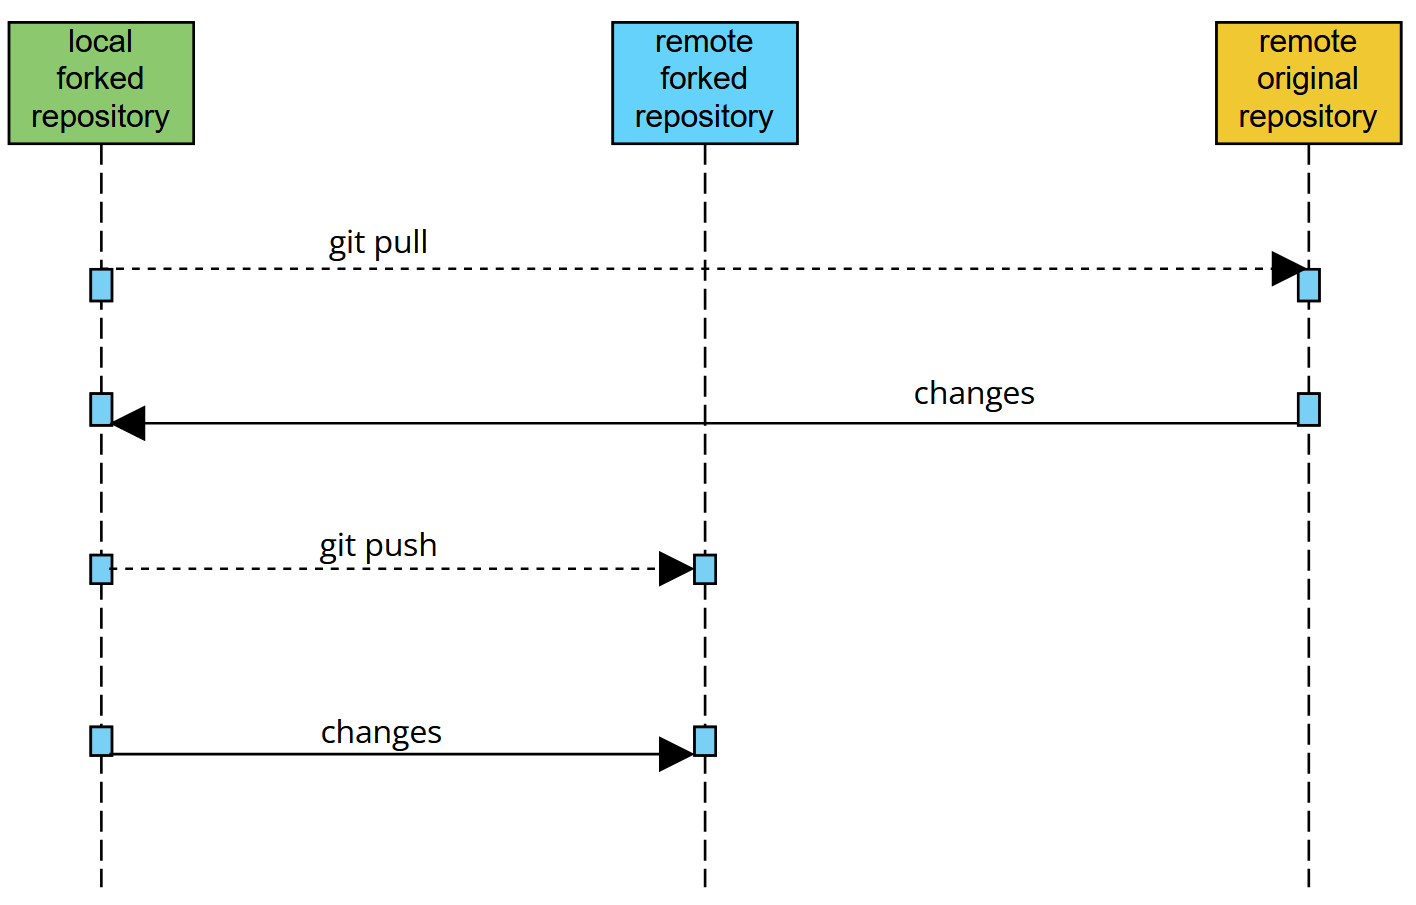 local
forked
repository
remote
forked
repository
remote
original
repository
git pull
changes
git push
changes